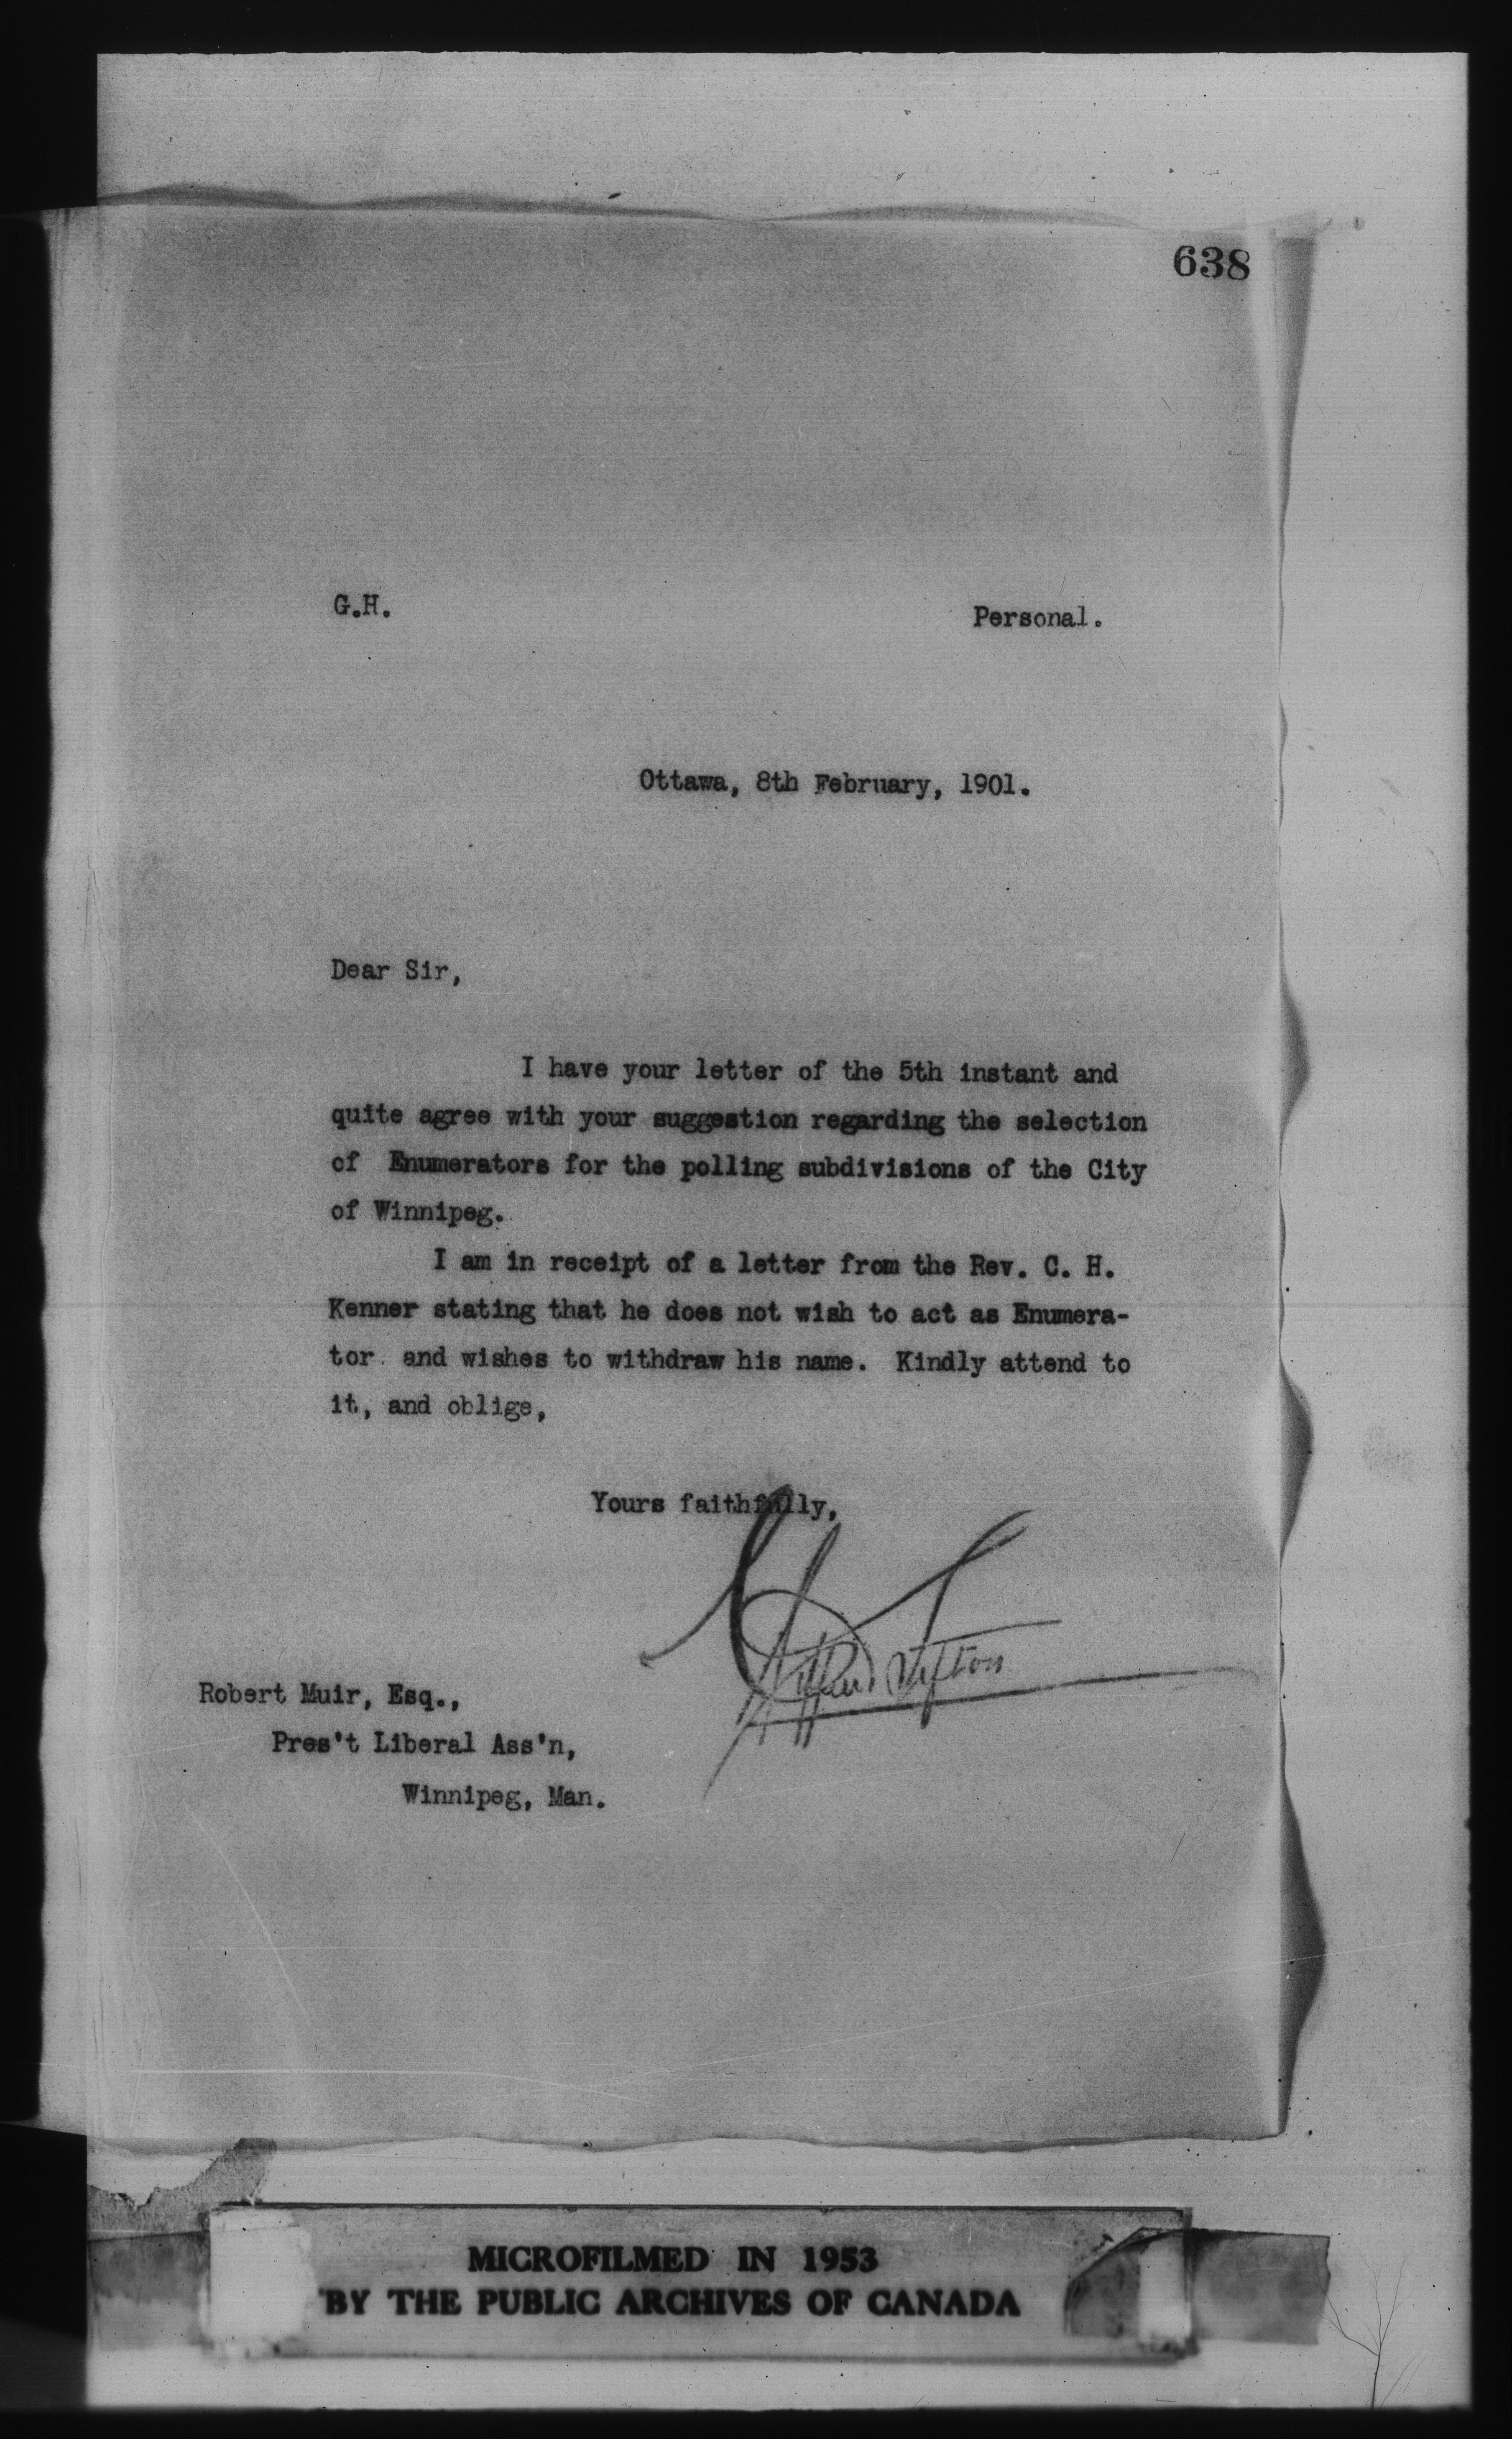 638
G.H.
Personal.
Ottawa, 8th February, 1901.
Dear Sir,
I have your letter of the 5th instant and
quite agree with your suggestion regarding the selection
of Enumerators for the polling subdivisions of the City
of Winnipeg.
I am in receipt of a letter from the Rev. C. H.
Kenner stating that he does not wish to act as Enumera-
tor and wishes to withdraw his name. Kindly attend to
it, and oblige,
Yours faithfully,
Clifford Sifton
Robert Muir, Esq.,
Pres't Liberal Ass'n,
Winnipeg, Man.
MICROFILMED IN 1953
BY THE PUBLIC ARCHIVES OF CANADA